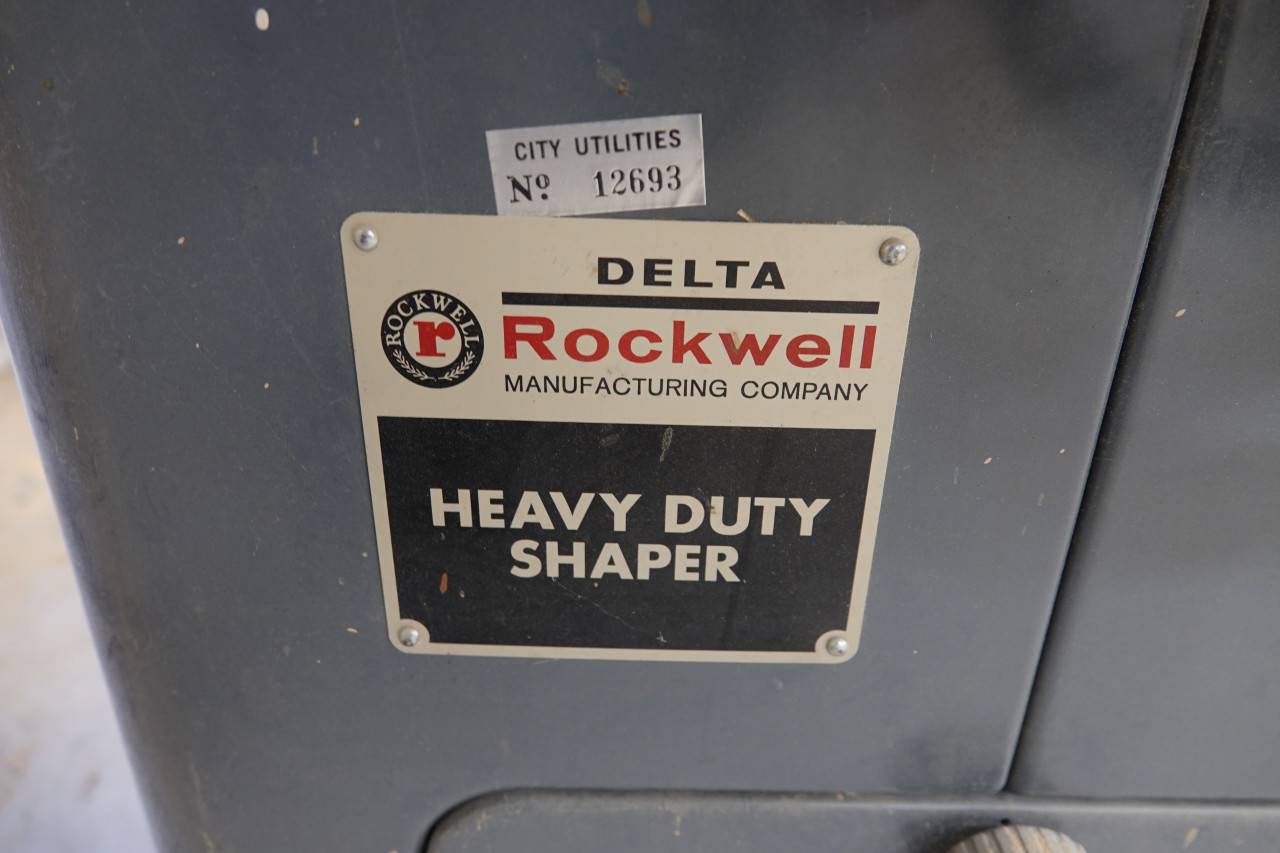 CITY UTILITIES
Nº. 12693
DELTA
ROCKWELL
r
Rockwell
MANUFACTURING COMPANY
HEAVY DUTY
SHAPER